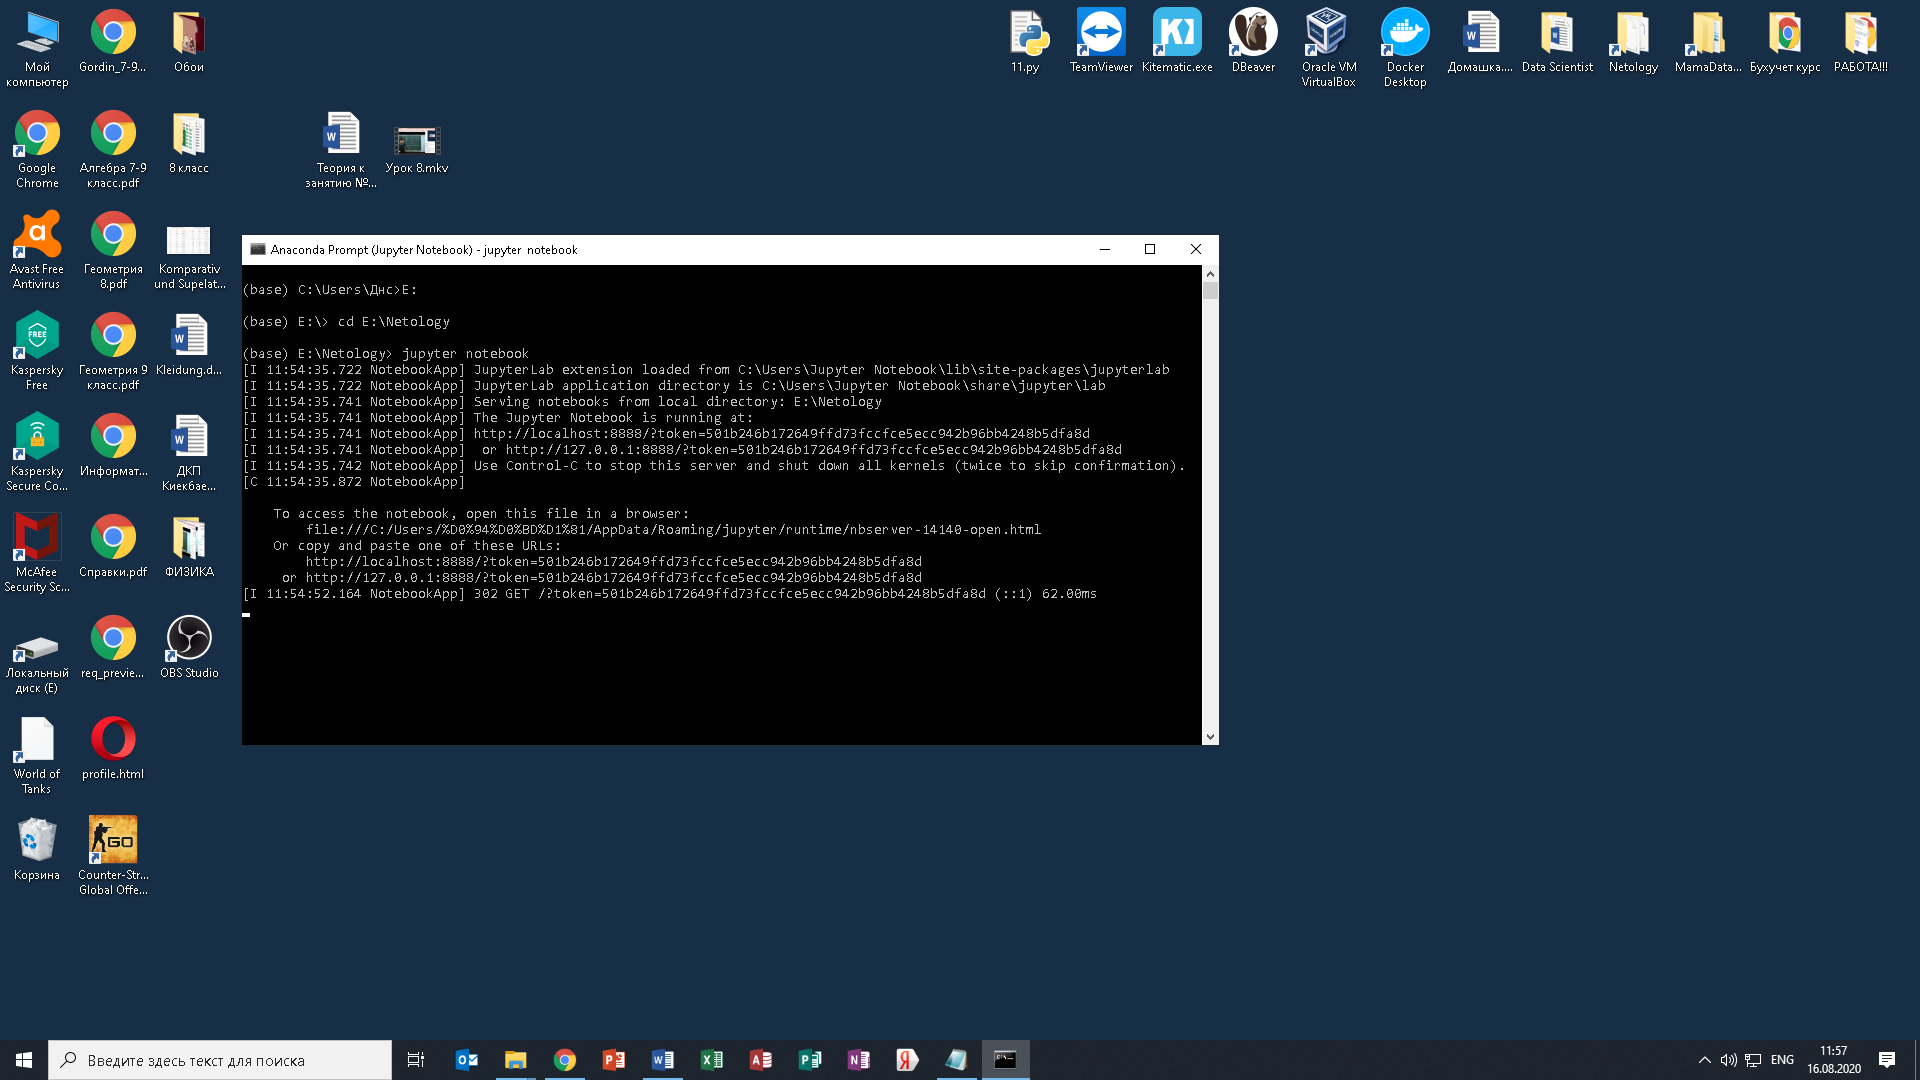 Мой
компьютер
Gordin_7-9...
Обои
11.py
TeamViewer
Kitematic.exe
DBeaver
Oracle VM
VirtualBox
Docker
Desktop
Домашка....
Data Scientist
Netology
MamaData...
Бухучет курс
РАБОТА!!!
Google
Chrome
Алгебра 7-9
класс.pdf
8 класс
Теория к
занятию №...
Урок 8.mkv
Avast Free
Antivirus
Геометрия
8.pdf
Komparativ
und Supelat...
Kaspersky
Free
Геометрия 9
класс.pdf
Kleidung.d...
Kaspersky
Secure Co...
Информат...
ДКП
Киекбае...
McAfee
Security Sc...
Справки.pdf
ФИЗИКА
Локальный
диск (E)
req_previe...
OBS Studio
World of
Tanks
profile.html
Корзина
Counter-Str...
Global Offe...
Anaconda Prompt (Jupyter Notebook) - jupyter notebook
(base) C:\Users\Днс>E:
(base) E:\> cd E:\Netology
(base) E:\Netology> jupyter notebook
[I 11:54:35.722 NotebookApp] JupyterLab extension loaded from C:\Users\Jupyter Notebook\lib\site-packages\jupyterlab
[I 11:54:35.722 NotebookApp] JupyterLab application directory is C:\Users\Jupyter Notebook\share\jupyter\lab
[I 11:54:35.741 NotebookApp] Serving notebooks from local directory: E:\Netology
[I 11:54:35.741 NotebookApp] The Jupyter Notebook is running at:
[I 11:54:35.741 NotebookApp] http://localhost:8888/?token=501b246b172649ffd73fccfce5ecc942b96bb4248b5dfa8d
[I 11:54:35.741 NotebookApp]  or http://127.0.0.1:8888/?token=501b246b172649ffd73fccfce5ecc942b96bb4248b5dfa8d
[I 11:54:35.742 NotebookApp] Use Control-C to stop this server and shut down all kernels (twice to skip confirmation).
[C 11:54:35.872 NotebookApp]
To access the notebook, open this file in a browser:
file:///C:/Users/%D0%94%D0%BD%D1%81/AppData/Roaming/jupyter/runtime/nbserver-14140-open.html
Or copy and paste one of these URLs:
http://localhost:8888/?token=501b246b172649ffd73fccfce5ecc942b96bb4248b5dfa8d
or http://127.0.0.1:8888/?token=501b246b172649ffd73fccfce5ecc942b96bb4248b5dfa8d
[I 11:54:52.164 NotebookApp] 302 GET /?token=501b246b172649ffd73fccfce5ecc942b96bb4248b5dfa8d (::1) 62.00ms
Введите здесь текст для поиска
ENG
11:57
16.08.2020